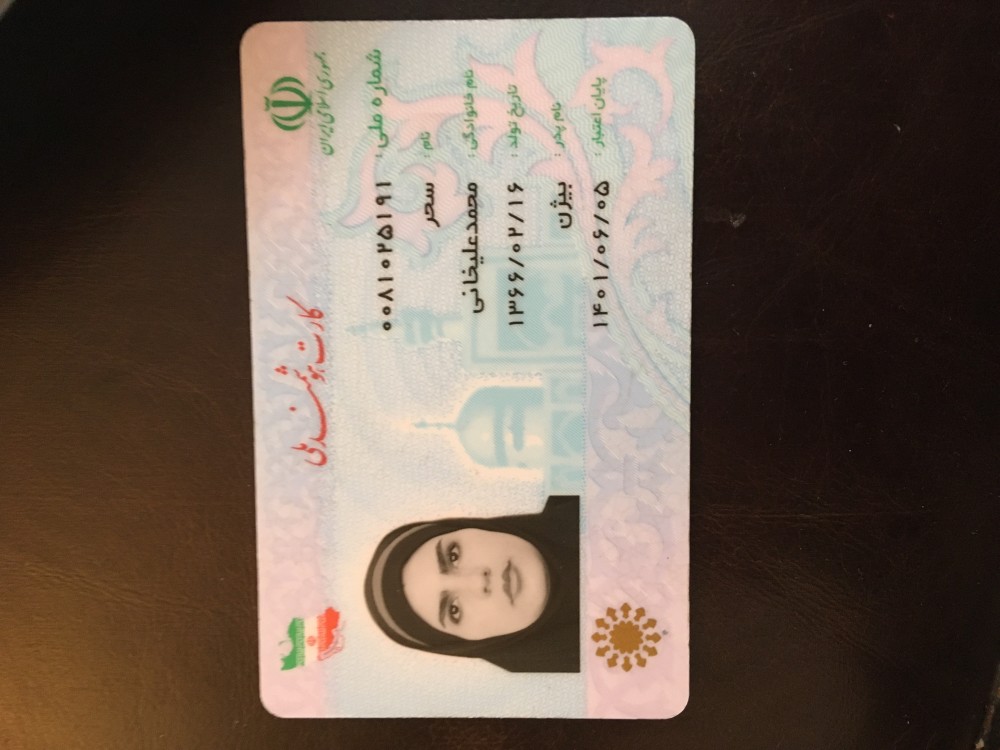 جمهوری اسلامی ایران
کارت هوشمند ملی
شماره ملی : ۰۰۸۱۰۲۵۱۹۱
نام : سحر
نام خانوادگی : محمدعلیخانی
تاریخ تولد : ۱۳۶۶/۰۲/۱۶
نام پدر : بیژن
پایان اعتبار : ۱۴۰۱/۰۶/۰۵